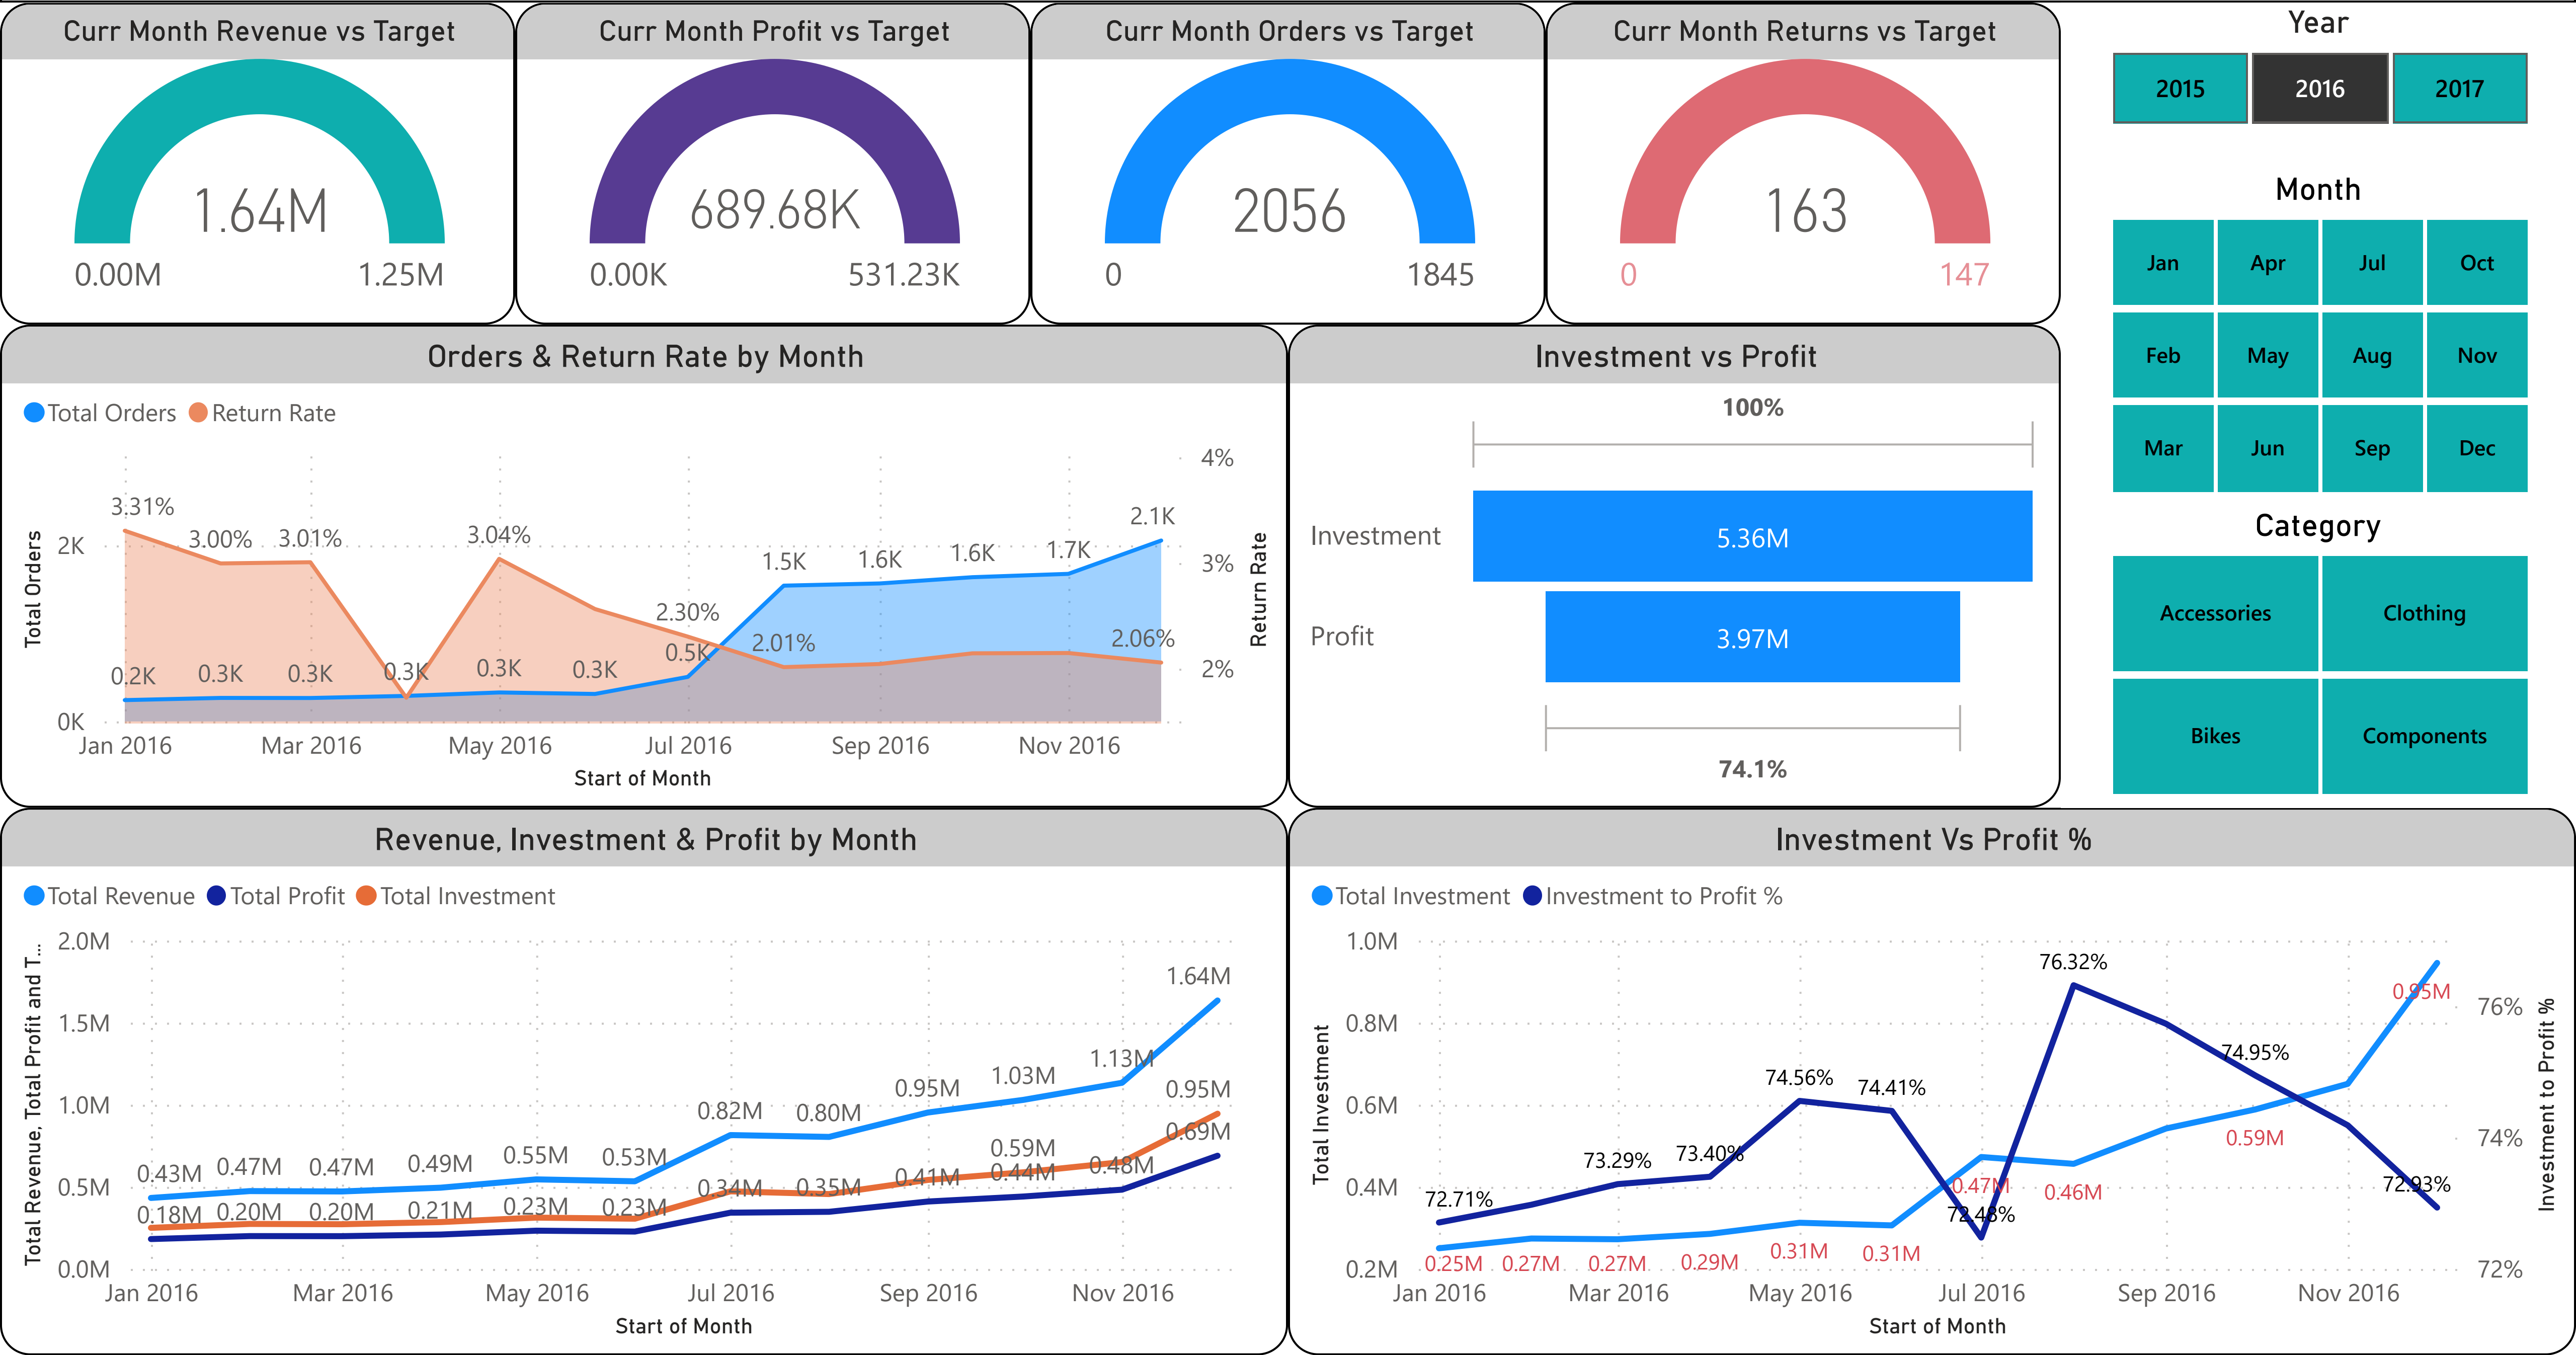 Curr Month Revenue vs Target
1.64M
0.00M 1.25M
Curr Month Profit vs Target
689.68K
0.00K 531.23K
Curr Month Orders vs Target
2056
0 1845
Curr Month Returns vs Target
163
0 147
Year
2015 2016 2017
Month
Jan Apr Jul Oct
Feb May Aug Nov
Mar Jun Sep Dec
Category
Accessories Clothing
Bikes Components
Orders & Return Rate by Month
Total Orders Return Rate
Total Orders
2K
0K
3.31% 3.00% 3.01% 3.04% 2.30% 2.01% 2.06%
0.2K 0.3K 0.3K 0.3K 0.3K 0.3K 0.5K 1.5K 1.6K 1.6K 1.7K 2.1K
4%
3%
2%
Return Rate
Jan 2016 Mar 2016 May 2016 Jul 2016 Sep 2016 Nov 2016
Start of Month
Investment vs Profit
100%
Investment 5.36M
Profit 3.97M
74.1%
Revenue, Investment & Profit by Month
Total Revenue Total Profit Total Investment
Total Revenue, Total Profit and T...
2.0M
1.5M
1.0M
0.5M
0.0M
0.43M 0.47M 0.47M 0.49M 0.55M 0.53M 0.82M 0.80M 0.95M 1.03M 1.13M 1.64M
0.59M 0.95M
0.18M 0.20M 0.20M 0.21M 0.23M 0.23M 0.34M 0.35M 0.41M 0.44M 0.48M 0.69M
Jan 2016 Mar 2016 May 2016 Jul 2016 Sep 2016 Nov 2016
Start of Month
Investment Vs Profit %
Total Investment Investment to Profit %
Total Investment
1.0M
0.8M
0.6M
0.4M
0.2M
72.71% 73.29% 73.40% 74.56% 74.41% 72.48% 76.32% 74.95% 72.93%
0.25M 0.27M 0.27M 0.29M 0.31M 0.31M 0.47M 0.46M 0.59M 0.95M
76%
74%
72%
Investment to Profit %
Jan 2016 Mar 2016 May 2016 Jul 2016 Sep 2016 Nov 2016
Start of Month